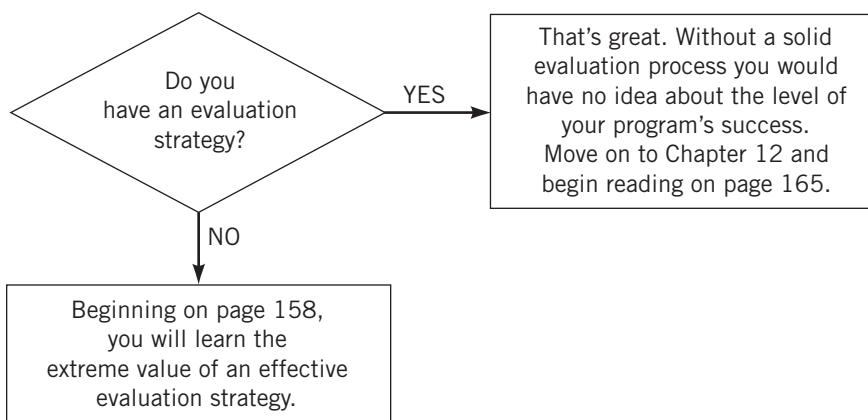 Do you
have an evaluation
strategy?
YES
That's great. Without a solid
evaluation process you would
have no idea about the level of
your program's success.
Move on to Chapter 12 and
begin reading on page 165.
NO
Beginning on page 158,
you will learn the
extreme value of an effective
evaluation strategy.